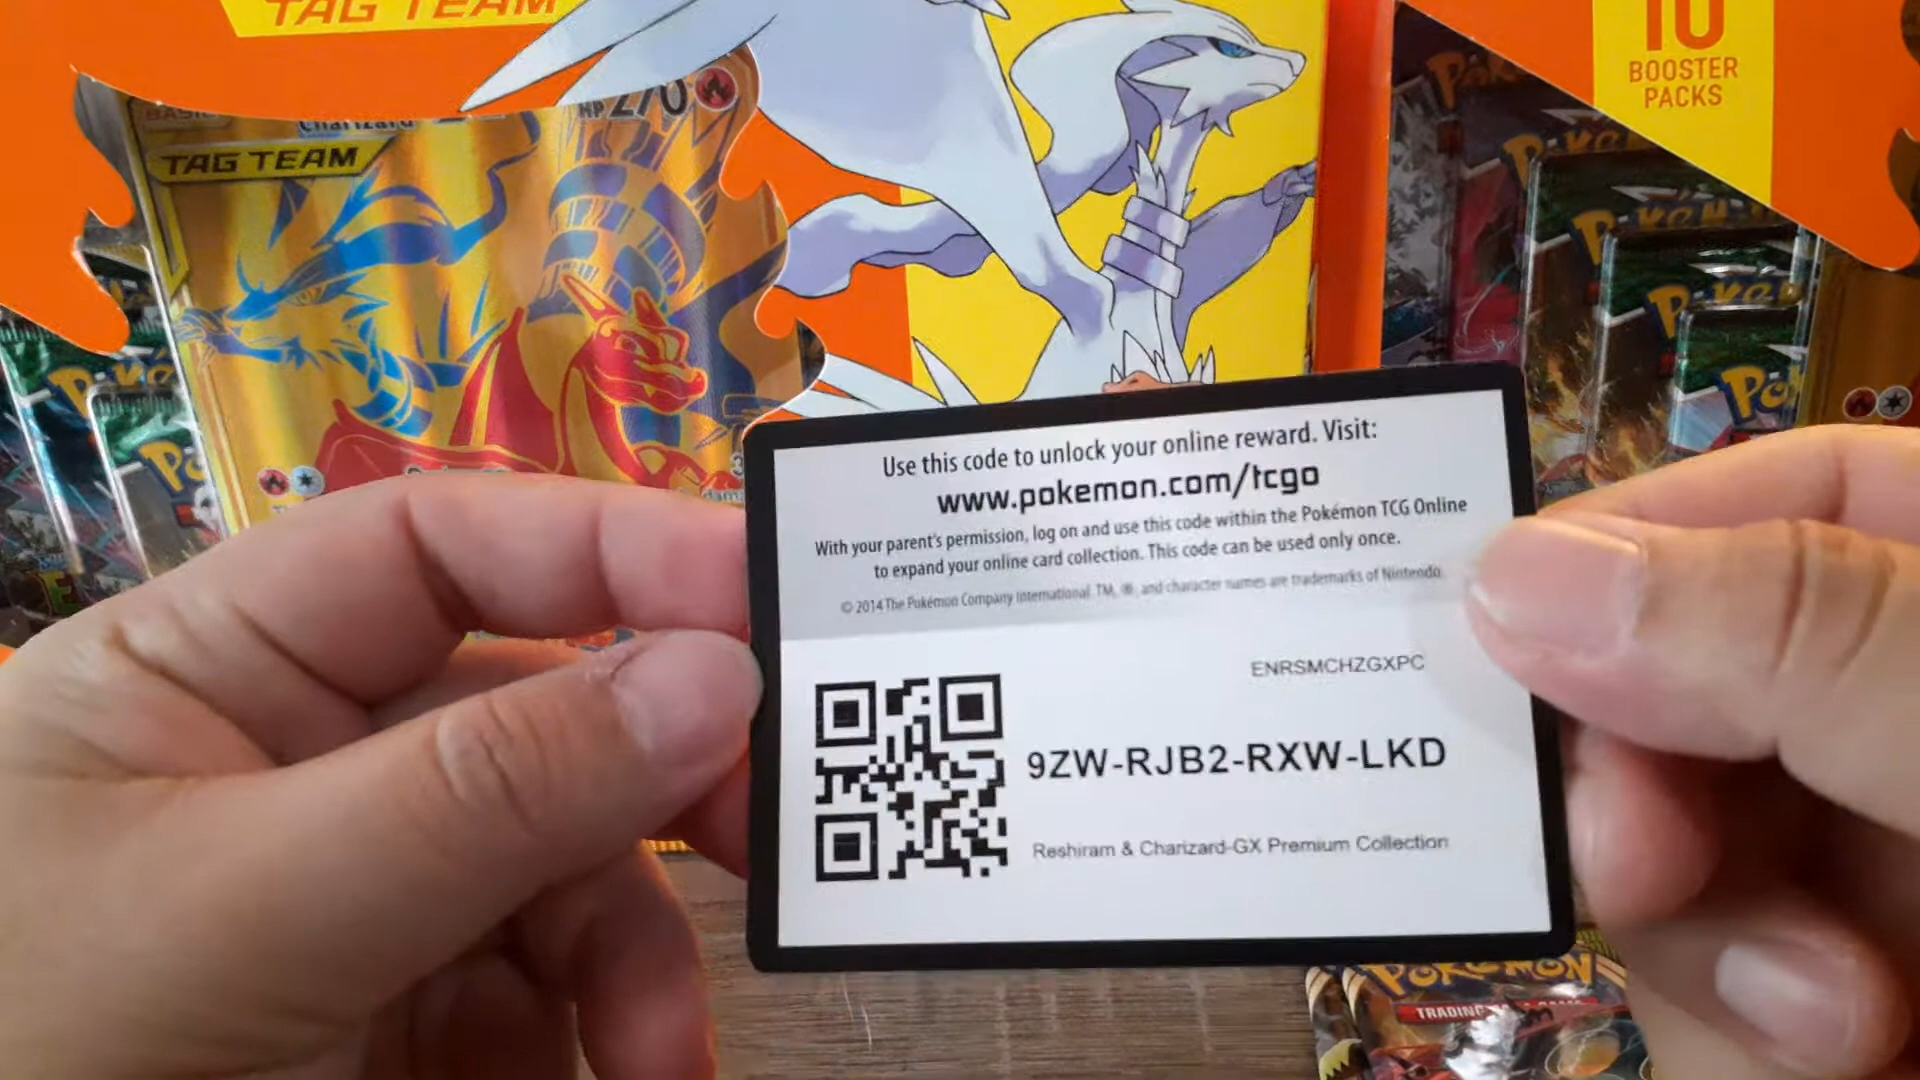 TAG TEAM
10
BOOSTER
PACKS
BASIC
Charizard
HP 270
TAG TEAM
Use this code to unlock your online reward. Visit:
www.pokemon.com/tcgo
With your parent's permission, log on and use this code within the Pokémon TCG Online
to expand your online card collection. This code can be used only once.
© 2014 The Pokémon Company International. TM, ®, and character names are trademarks of Nintendo.
ENRSMCHZGXPC
9ZW-RJB2-RXW-LKD
Reshiram & Charizard-GX Premium Collection
POKÉMON